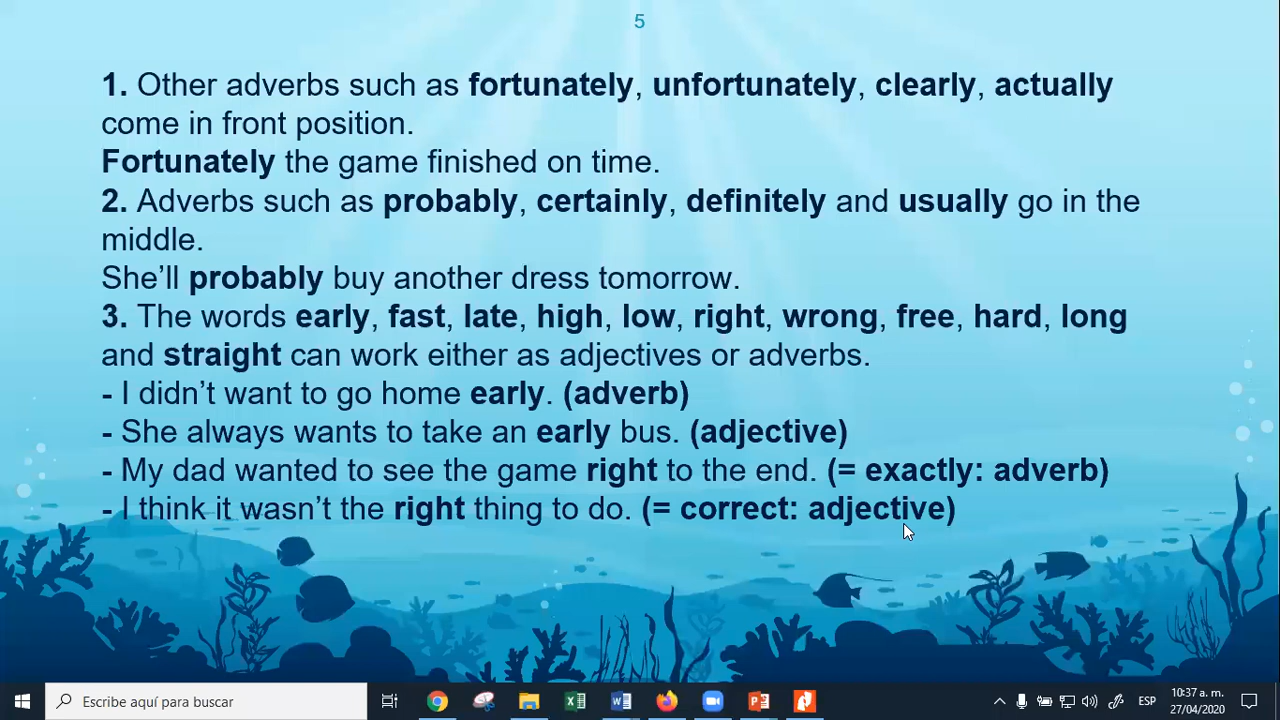 5
1. Other adverbs such as fortunately, unfortunately, clearly, actually
come in front position.
Fortunately the game finished on time.
2. Adverbs such as probably, certainly, definitely and usually go in the
middle.
She’ll probably buy another dress tomorrow.
3. The words early, fast, late, high, low, right, wrong, free, hard, long
and straight can work either as adjectives or adverbs.
- I didn’t want to go home early. (adverb)
- She always wants to take an early bus. (adjective)
- My dad wanted to see the game right to the end. (= exactly: adverb)
- I think it wasn’t the right thing to do. (= correct: adjective)
Escribe aquí para buscar
ESP
10:37 a. m.
27/04/2020